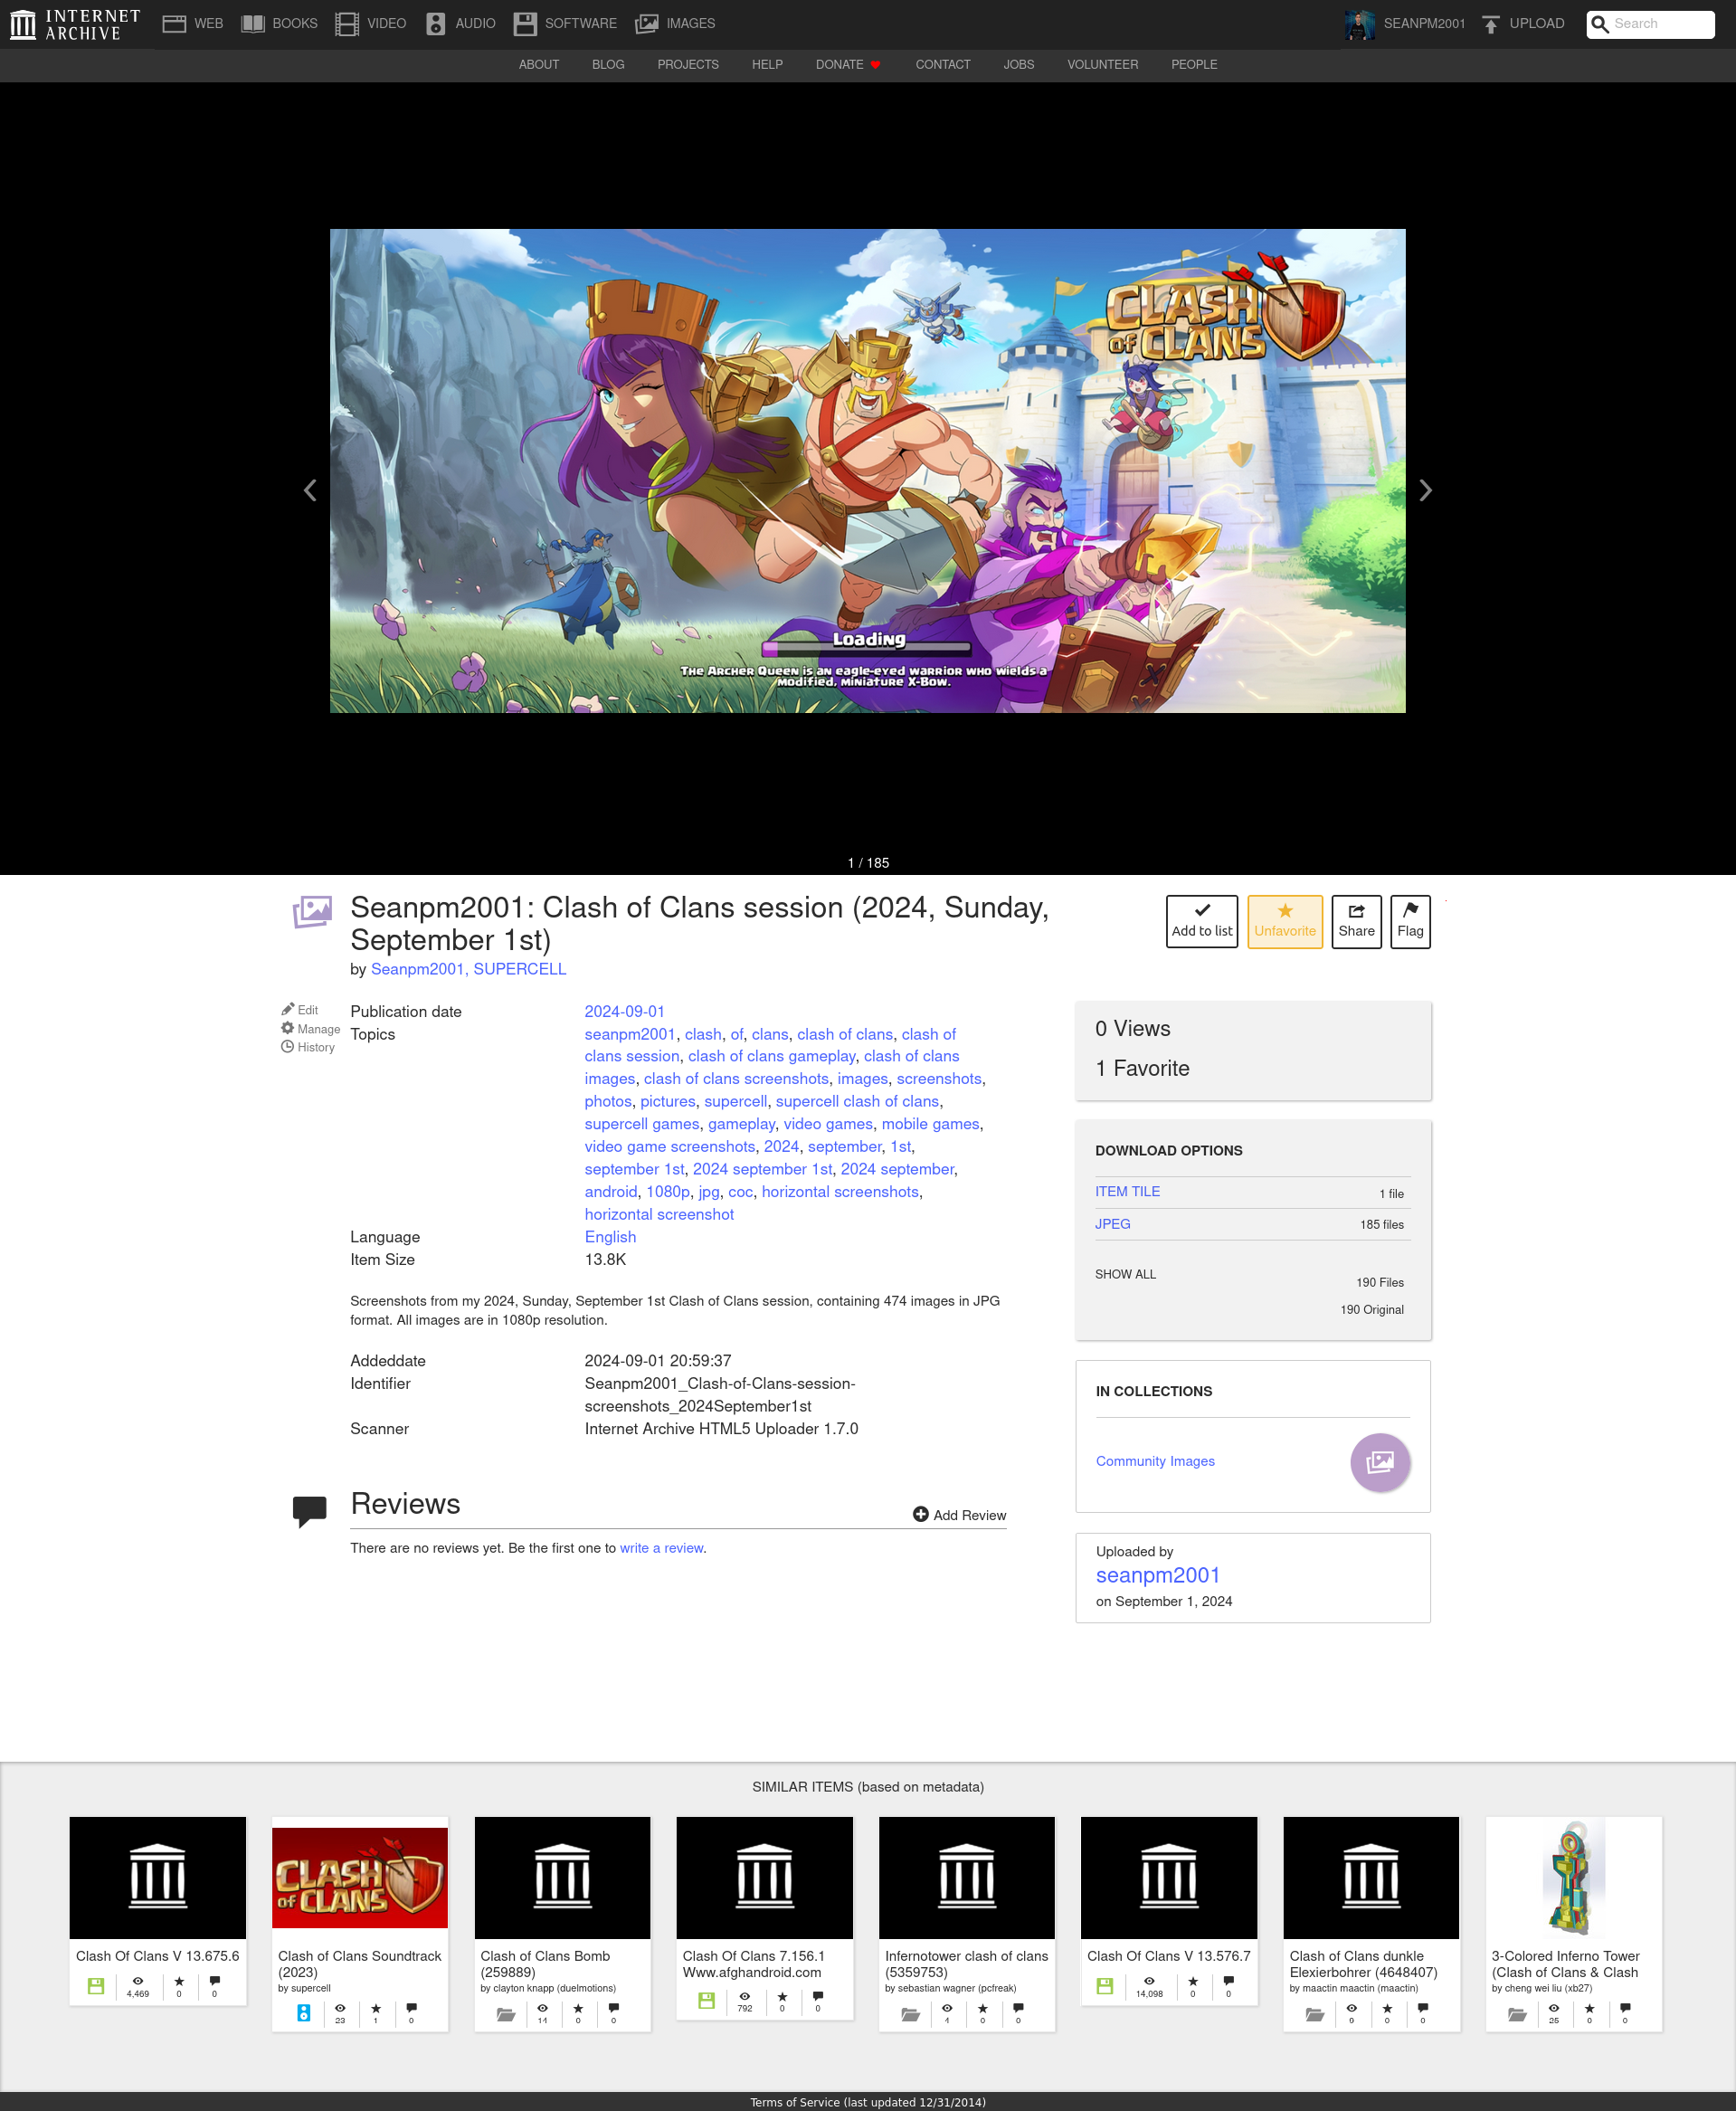 INTERNET ARCHIVE
WEB BOOKS VIDEO AUDIO SOFTWARE IMAGES SEANPM2001 UPLOAD Search
ABOUT BLOG PROJECTS HELP DONATE CONTACT JOBS VOLUNTEER PEOPLE
CLASH
OF CLANS
Loading
The Archer Queen is an eagle-eyed warrior who wields a
modified, miniature X-Bow.
1 / 185
Seanpm2001: Clash of Clans session (2024, Sunday,
September 1st)
by Seanpm2001, SUPERCELL
Add to list Unfavorite Share Flag
Edit
Manage
History
Publication date 2024-09-01
Topics seanpm2001, clash, of, clans, clash of clans, clash of
clans session, clash of clans gameplay, clash of clans
images, clash of clans screenshots, images, screenshots,
photos, pictures, supercell, supercell clash of clans,
supercell games, gameplay, video games, mobile games,
video game screenshots, 2024, september, 1st,
september 1st, 2024 september 1st, 2024 september,
android, 1080p, jpg, coc, horizontal screenshots,
horizontal screenshot
Language English
Item Size 13.8K
Screenshots from my 2024, Sunday, September 1st Clash of Clans session, containing 474 images in JPG
format. All images are in 1080p resolution.
Addeddate 2024-09-01 20:59:37
Identifier Seanpm2001_Clash-of-Clans-session-
screenshots_2024September1st
Scanner Internet Archive HTML5 Uploader 1.7.0
Reviews
Add Review
There are no reviews yet. Be the first one to write a review.
0 Views
1 Favorite
DOWNLOAD OPTIONS
ITEM TILE 1 file
JPEG 185 files
SHOW ALL 190 Files
190 Original
IN COLLECTIONS
Community Images
Uploaded by
seanpm2001
on September 1, 2024
SIMILAR ITEMS (based on metadata)
Clash Of Clans V 13.675.6
4,469 0 0
CLASH
OF CLANS
Clash of Clans Soundtrack
(2023)
by supercell
23 1 0
Clash of Clans Bomb
(259889)
by clayton knapp (duelmotions)
14 0 0
Clash Of Clans 7.156.1
Www.afghandroid.com
792 0 0
Infernotower clash of clans
(5359753)
by sebastian wagner (pcfreak)
4 0 0
Clash Of Clans V 13.576.7
14,098 0 0
Clash of Clans dunkle
Elexierbohrer (4648407)
by maactin maactin (maactin)
0 0
3-Colored Inferno Tower
(Clash of Clans & Clash
by cheng wei liu (xb27)
25 0 0
Terms of Service (last updated 12/31/2014)